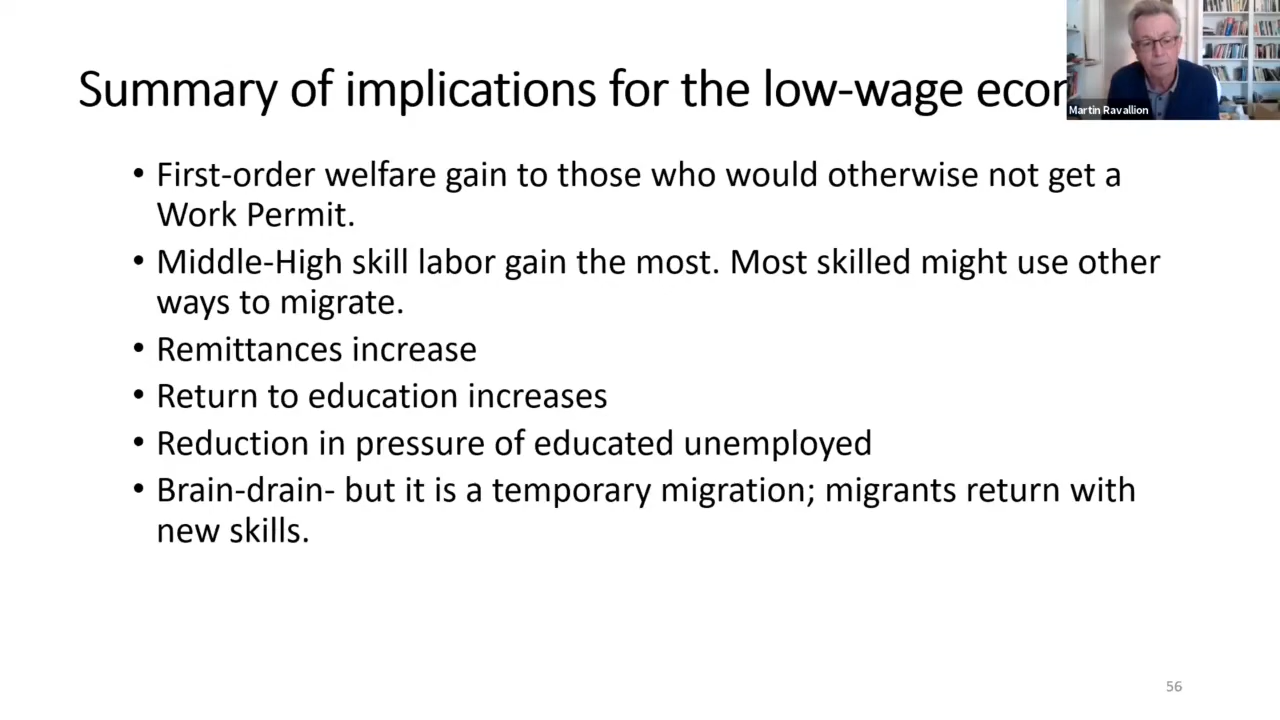 Summary of implications for the low-wage econ
Martin Ravallion
• First-order welfare gain to those who would otherwise not get a
Work Permit.
• Middle-High skill labor gain the most. Most skilled might use other
ways to migrate.
• Remittances increase
• Return to education increases
• Reduction in pressure of educated unemployed
• Brain-drain- but it is a temporary migration; migrants return with
new skills.
56